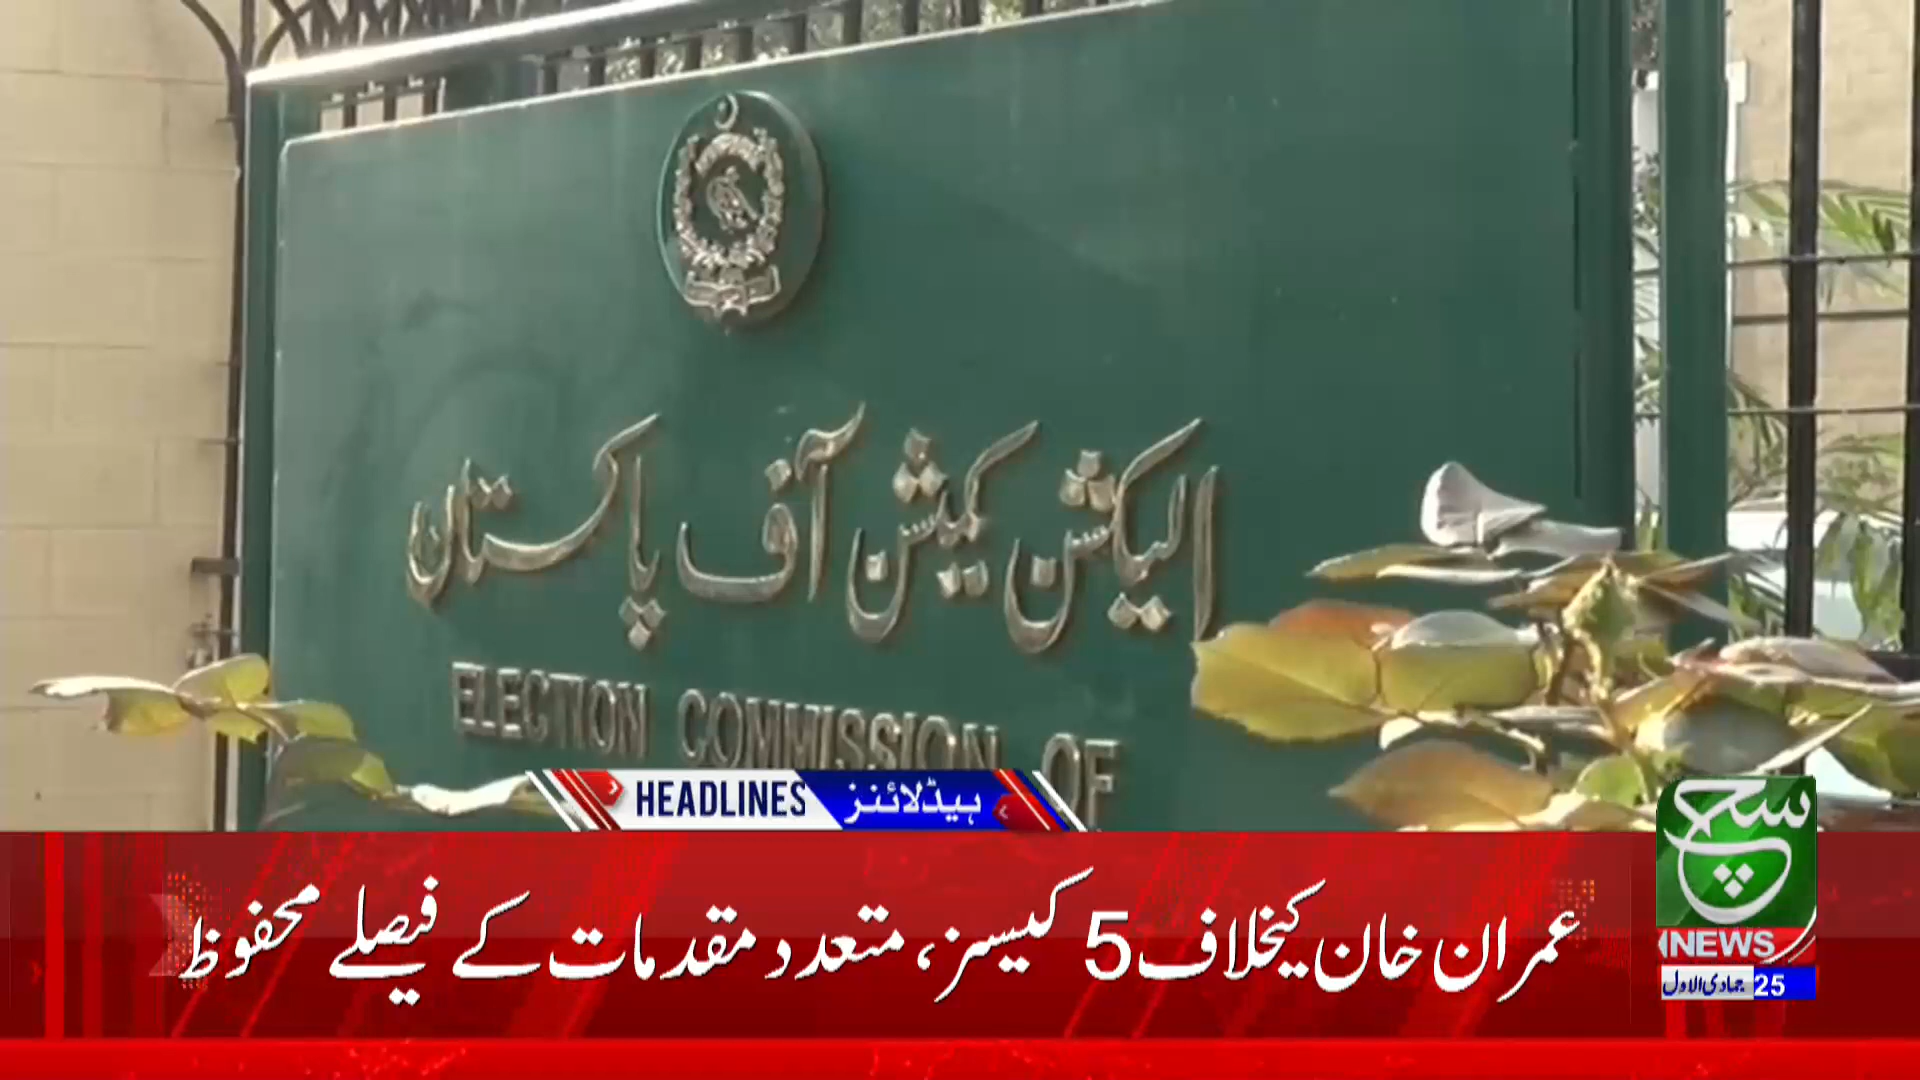 الیکشن کمیشن آف پاکستان
ELECTION COMMISSION OF
HEADLINES ہیڈلائنز
عمران خان کیخلاف 5 کیسز، متعدد مقدمات کے فیصلے محفوظ
سچ
NEWS
25 جمادی الاول